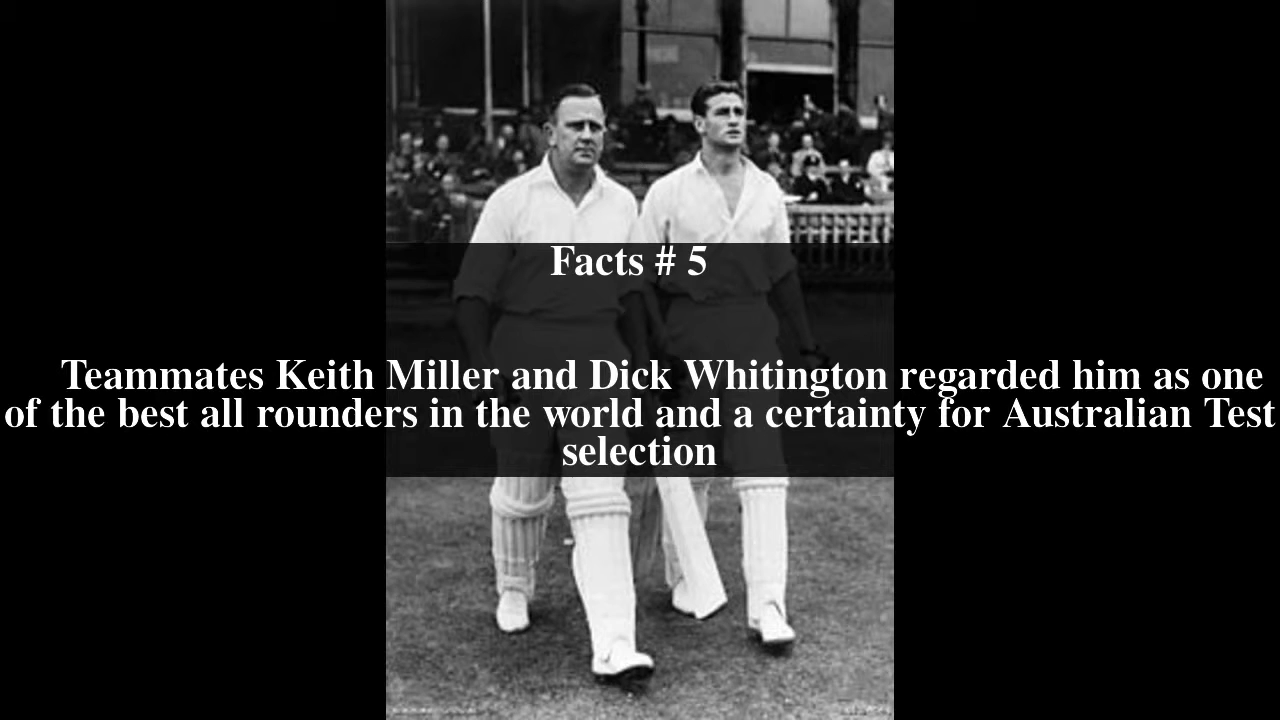 Facts # 5
Teammates Keith Miller and Dick Whitington regarded him as one
of the best all rounders in the world and a certainty for Australian Test
selection